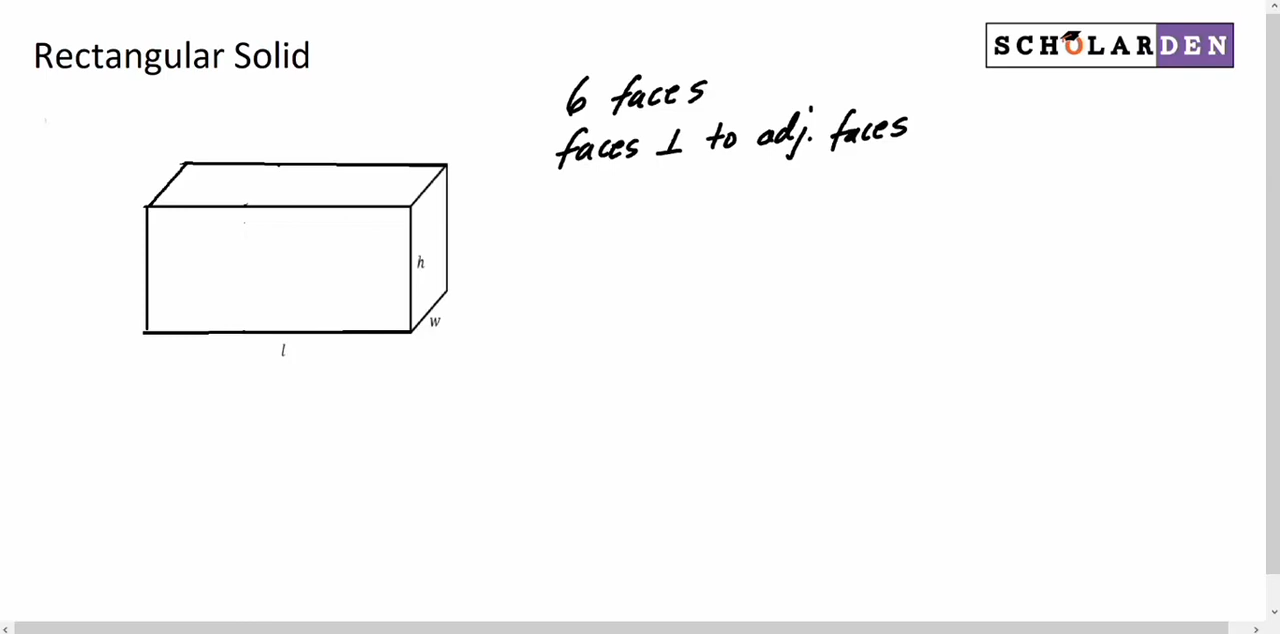 Rectangular Solid
SCHOLARDEN
6 faces
faces ⊥ to adj. faces
h
w
l